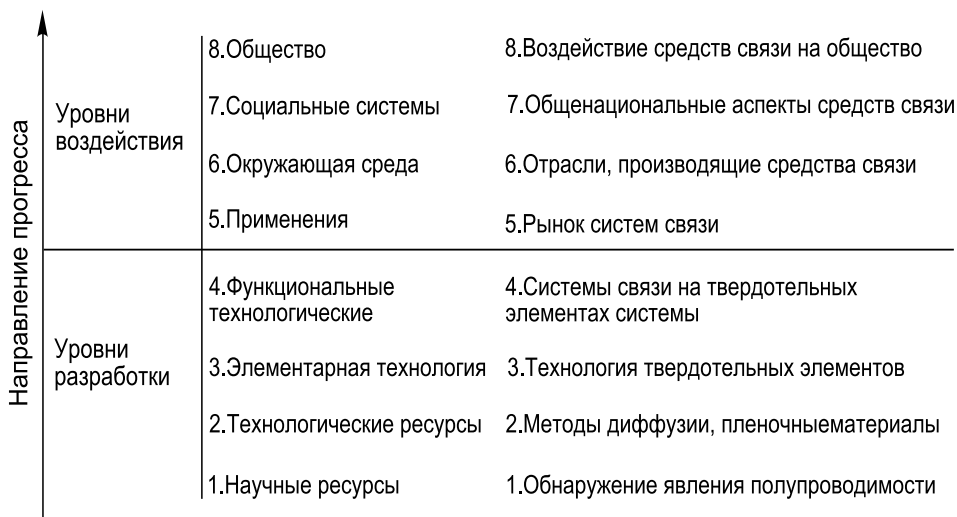 Направление прогресса
Уровни
воздействия
8.Общество
8.Воздействие средств связи на общество
7.Социальные системы
7.Общенациональные аспекты средств связи
6.Окружающая среда
6.Отрасли, производящие средства связи
5.Применения
5.Рынок систем связи
Уровни
разработки
4.Функциональные
технологические
4.Системы связи на твердотельных
элементах системы
3.Элементарная технология
3.Технология твердотельных элементов
2.Технологические ресурсы
2.Методы диффузии, пленочныематериалы
1.Научные ресурсы
1.Обнаружение явления полупроводимости